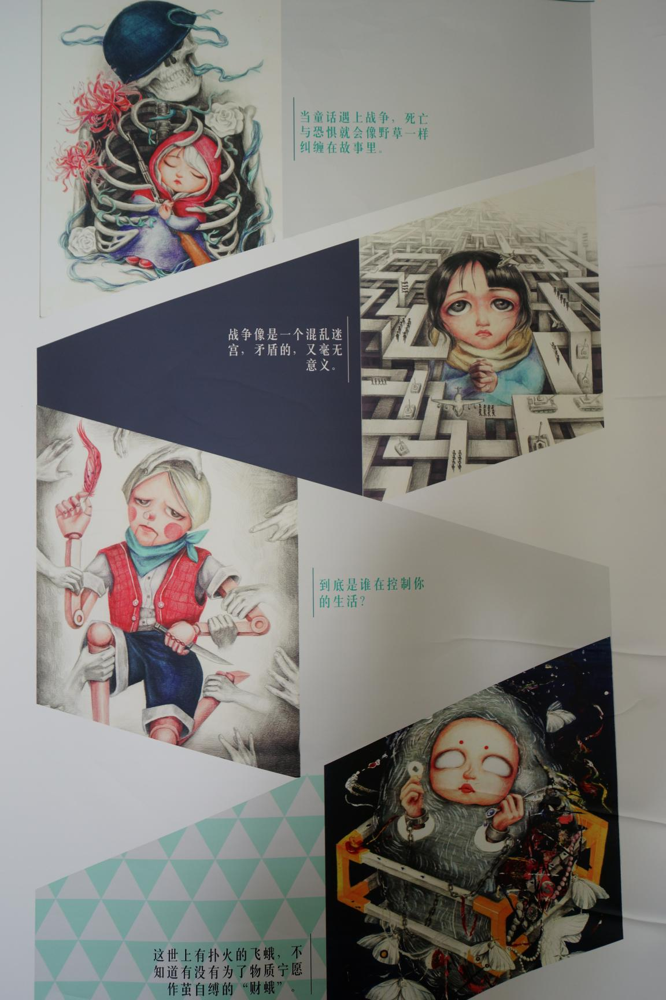 当童话遇上战争，死亡
与恐惧就会像野草一样
纠缠在故事里。
战争像是一个混乱迷
宫，矛盾的，又毫无
意义。
到底是谁在控制你
的生活？
这世上有扑火的飞蛾，不
知道有没有为了物质宁愿
作茧自缚的“财蛾”。